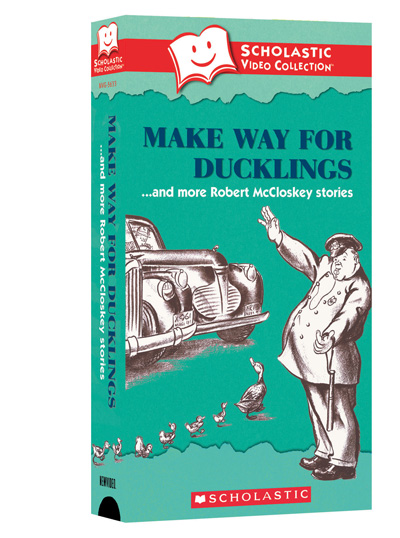 SCHOLASTIC
VIDEO COLLECTION
MAKE WAY FOR DUCKLINGS
...and more Robert McCloskey stories
NEWVIDEO
SCHOLASTIC
VIDEO COLLECTION™
MAKE WAY FOR
DUCKLINGS
...and more Robert McCloskey stories
SCHOLASTIC